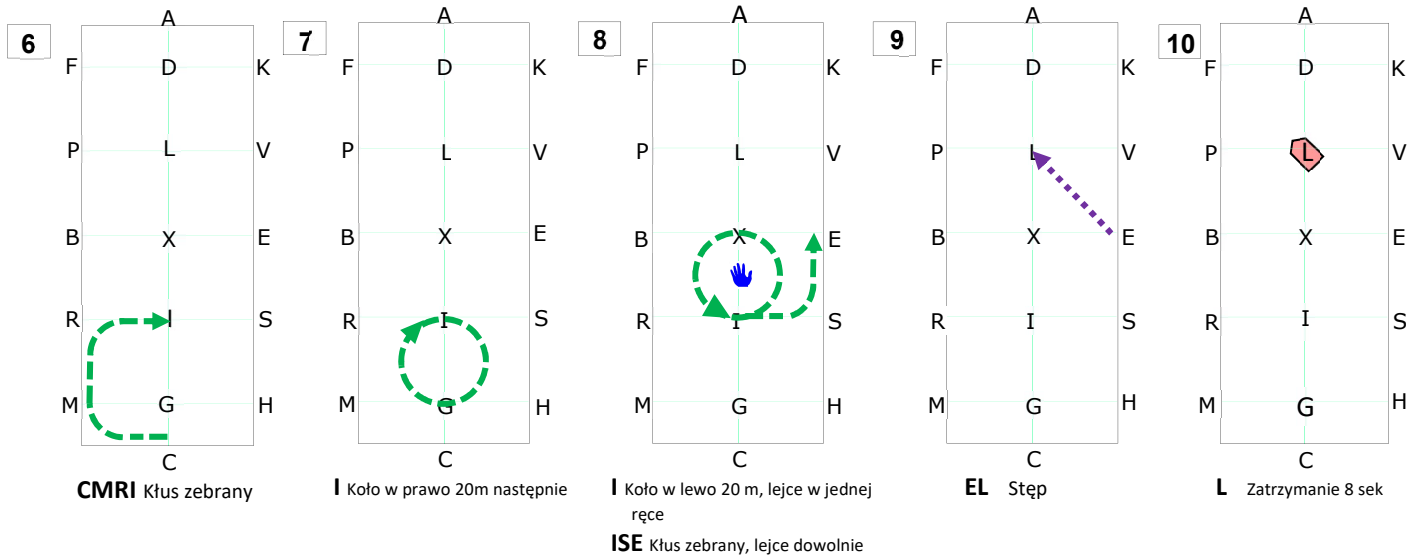 6
A
F D K
P L V
B X E
R I S
M G H
C
CMRI Kłus zebrany
7
A
F D K
P L V
B X E
R I S
M G H
C
I Koło w prawo 20m następnie
8
A
F D K
P L V
B X E
R I S
M G H
C
I Koło w lewo 20 m, lejce w jednej
ręce
ISE Kłus zebrany, lejce dowolnie
9
A
F D K
P L V
B X E
R I S
M G H
C
EL Stęp
10
A
F D K
P L V
B X E
R I S
M G H
C
L Zatrzymanie 8 sek